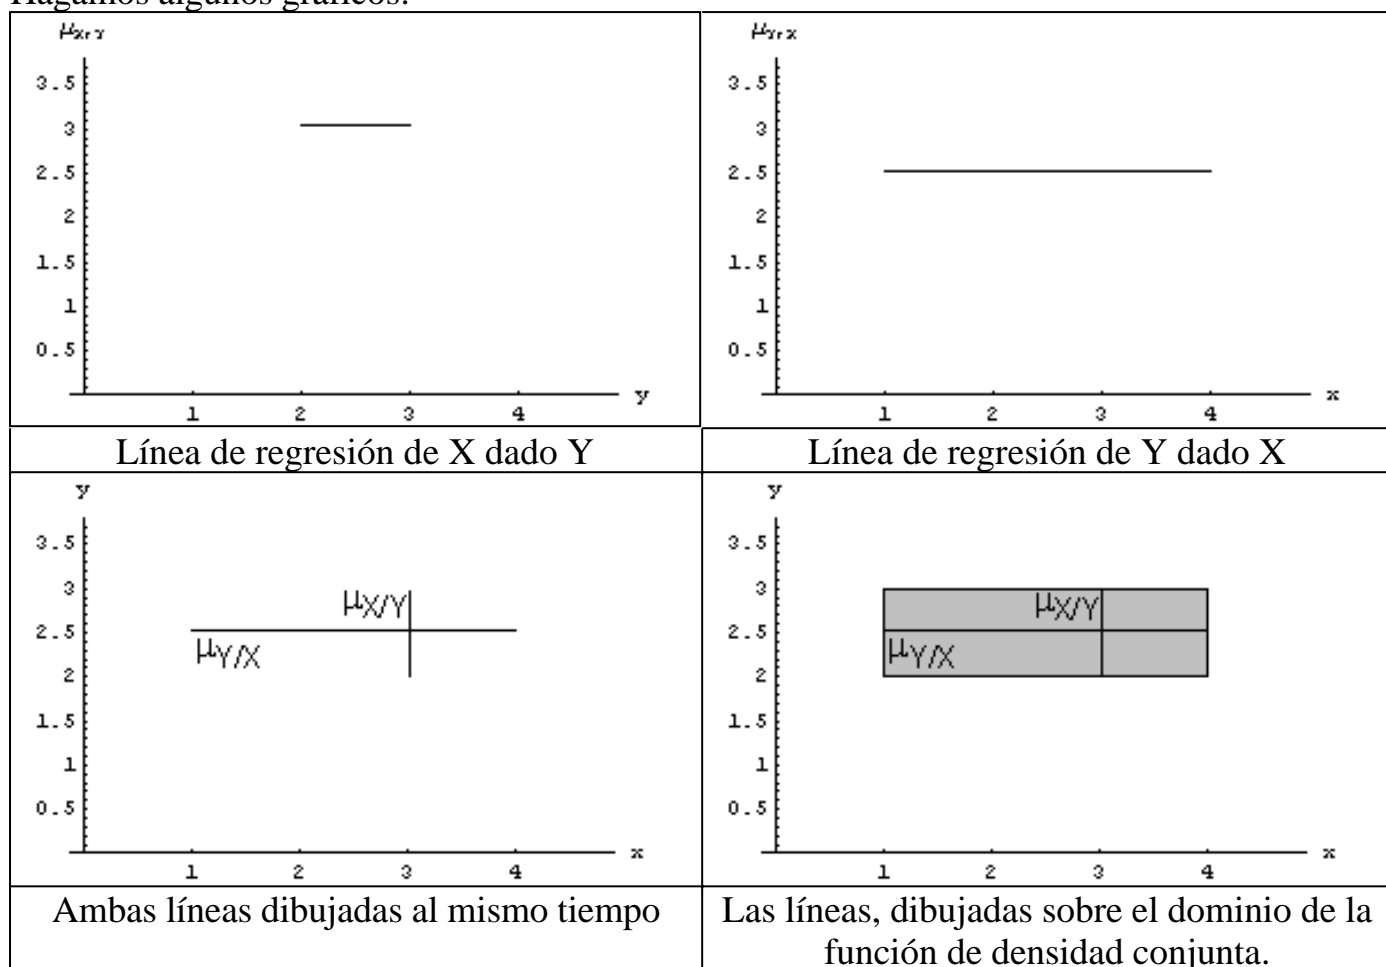 Hagamos algunos gráficos:
μX/Y
3.5
3
2.5
2
1.5
1
0.5
1 2 3 4 y
μY/X
3.5
3
2.5
2
1.5
1
0.5
1 2 3 4 x
Línea de regresión de X dado Y
Línea de regresión de Y dado X
y
3.5
3
2.5
2
1.5
1
0.5
μX/Y
μY/X
1 2 3 4 x
y
3.5
3
2.5
2
1.5
1
0.5
μX/Y
μY/X
1 2 3 4 x
Ambas líneas dibujadas al mismo tiempo
Las líneas, dibujadas sobre el dominio de la
función de densidad conjunta.